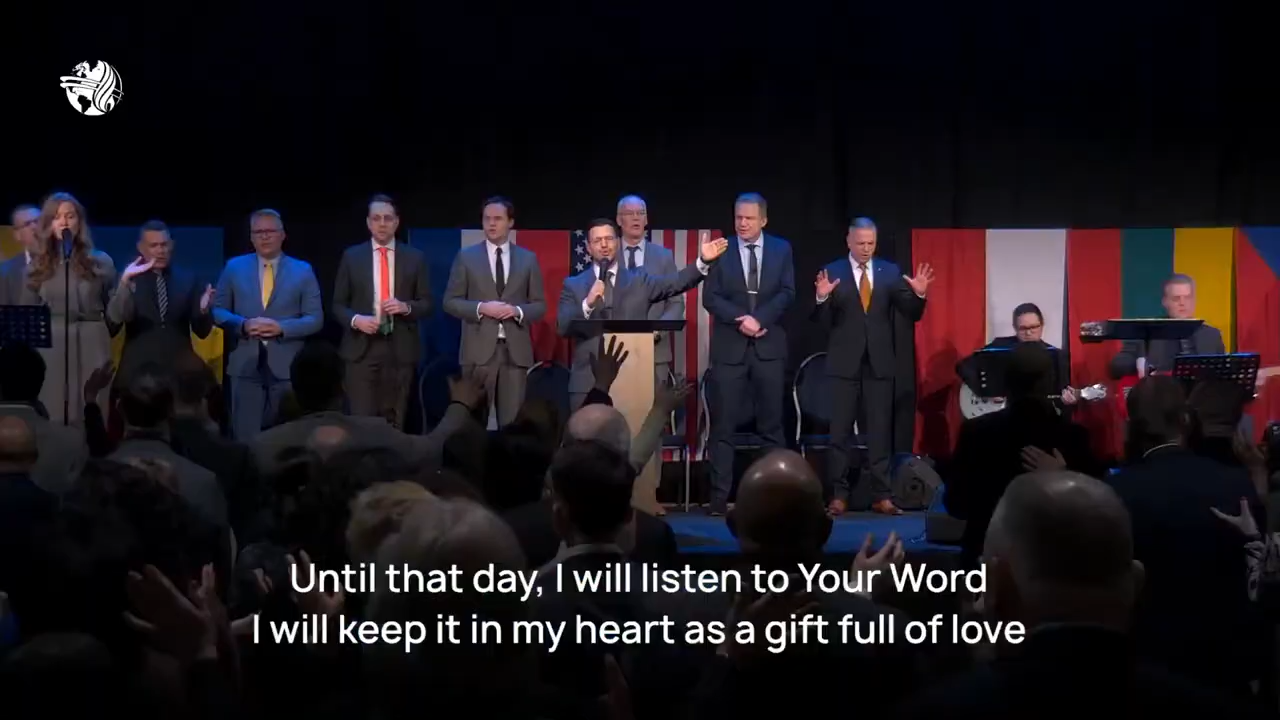 Until that day, I will listen to Your Word
I will keep it in my heart as a gift full of love